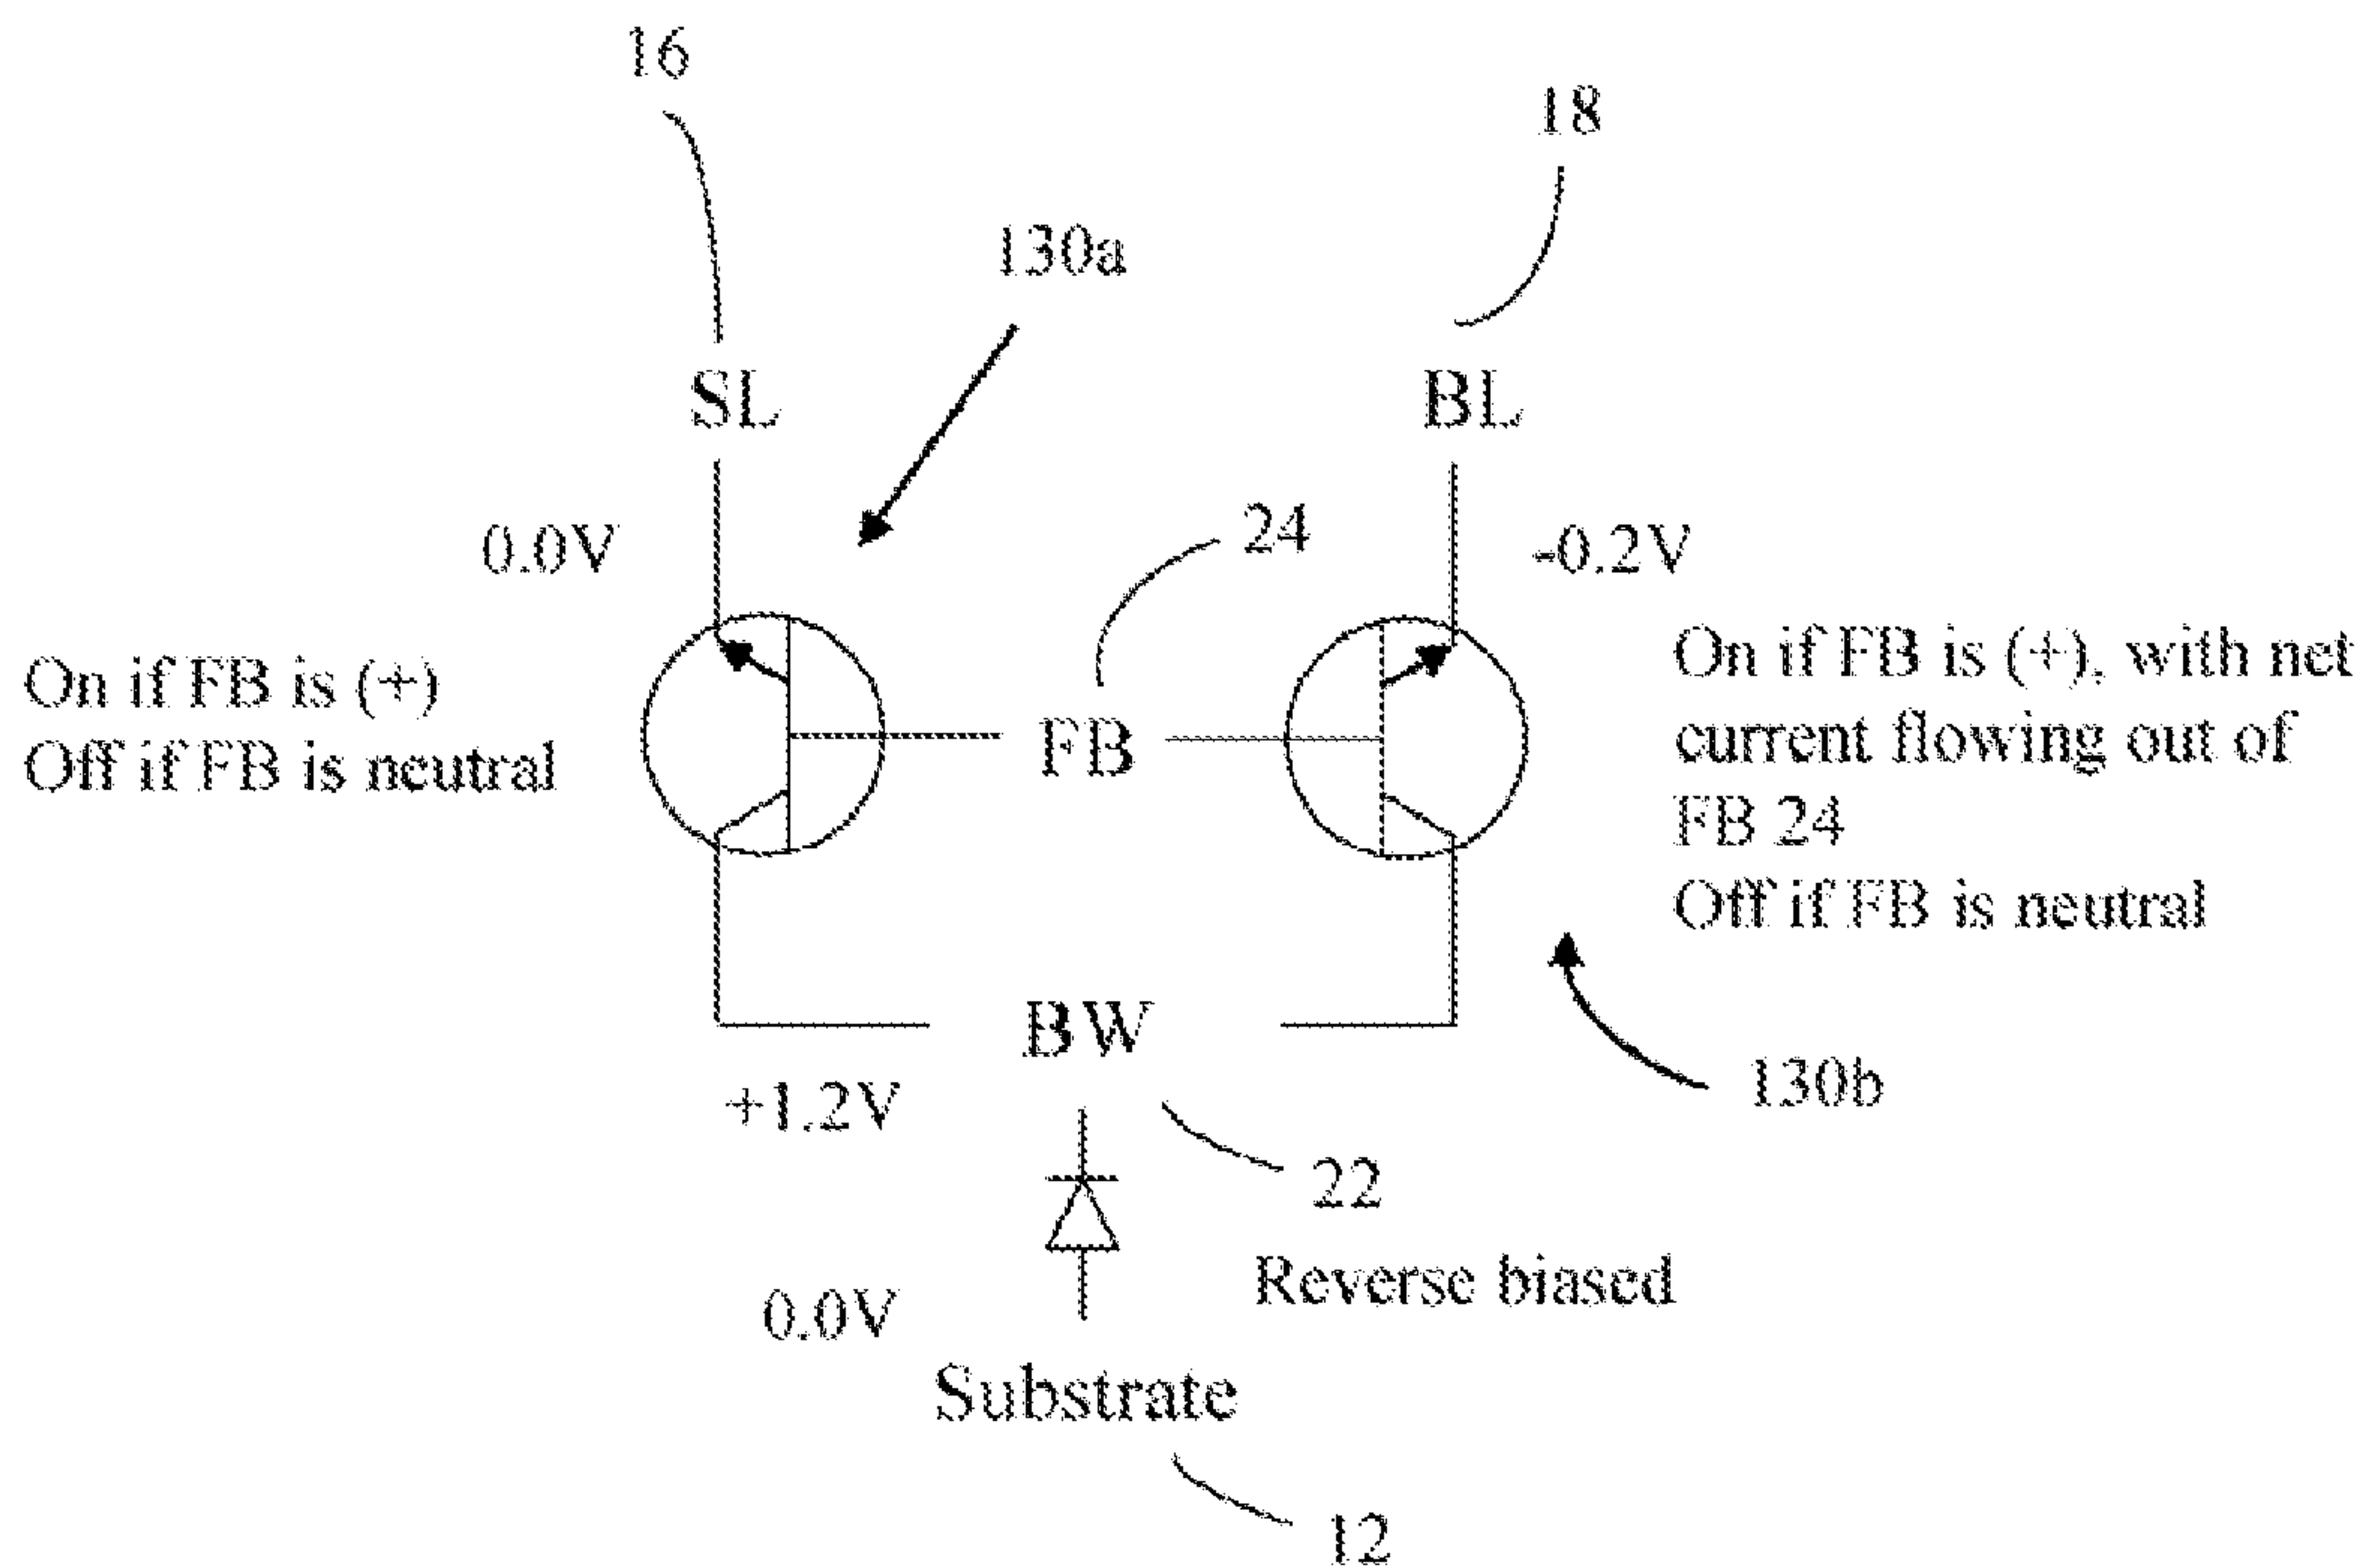 16
18
130a
SL
BL
0.0V
24
-0.2V
On if FB is (+)
Off if FB is neutral
FB
On if FB is (+), with net
current flowing out of
FB 24
Off if FB is neutral
BW
+1.2V
130b
22
Reverse biased
0.0V
Substrate
12